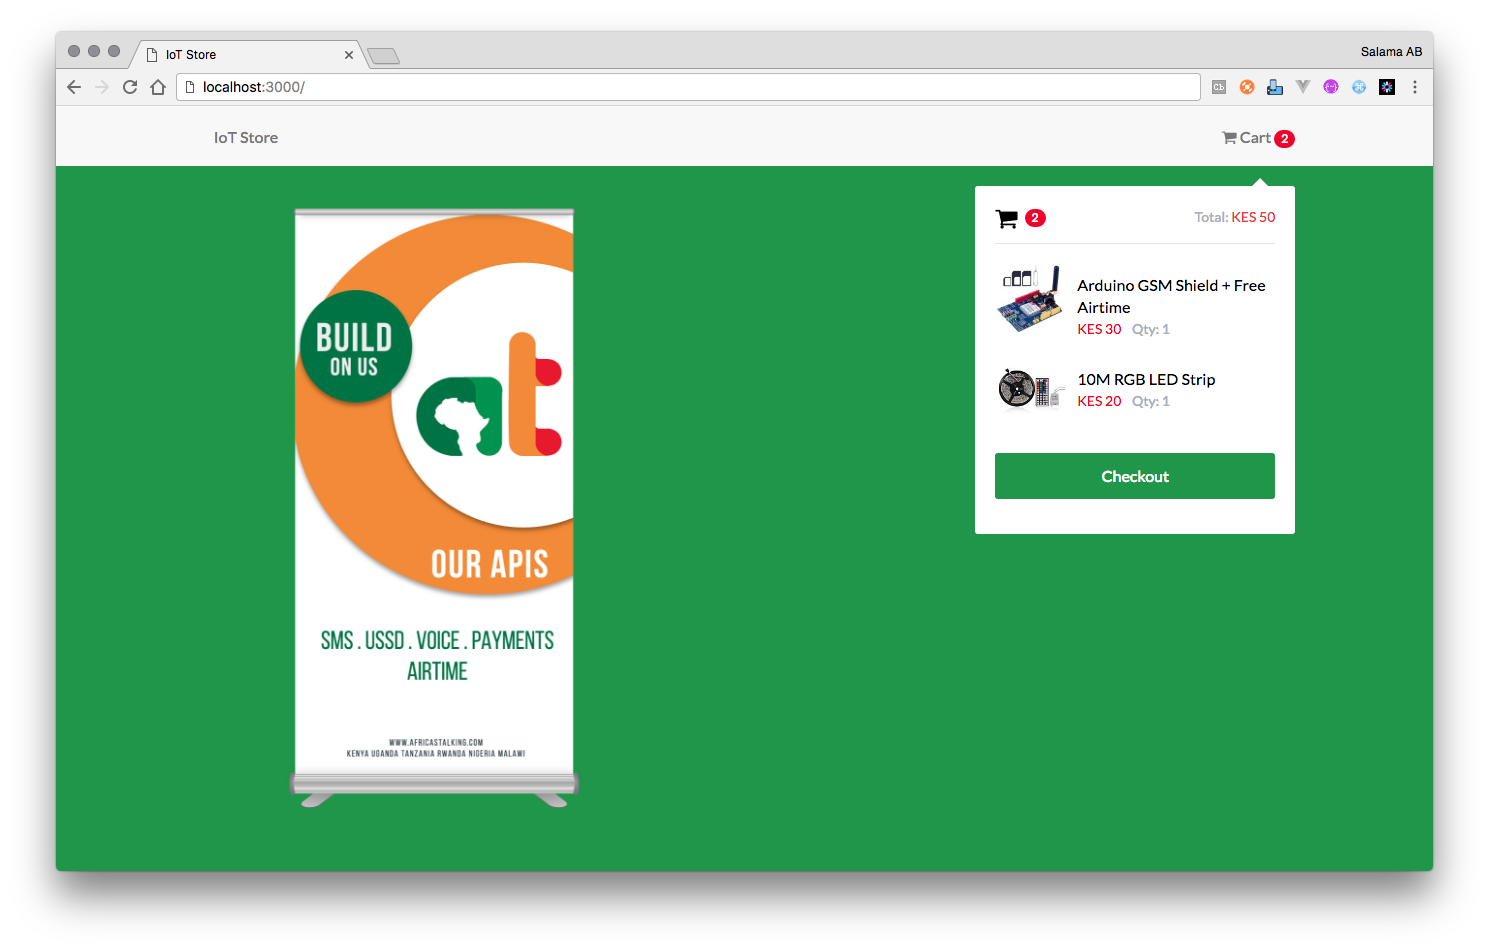 IoT Store
Salama AB
localhost:3000/
IoT Store
Cart 2
2
Total: KES 50
Arduino GSM Shield + Free
Airtime
KES 30 Qty: 1
10M RGB LED Strip
KES 20 Qty: 1
Checkout
BUILD
ON US
at
OUR APIS
SMS . USSD . VOICE . PAYMENTS
AIRTIME
WWW.AFRICASTALKING.COM
KENYA UGANDA TANZANIA RWANDA NIGERIA MALAWI